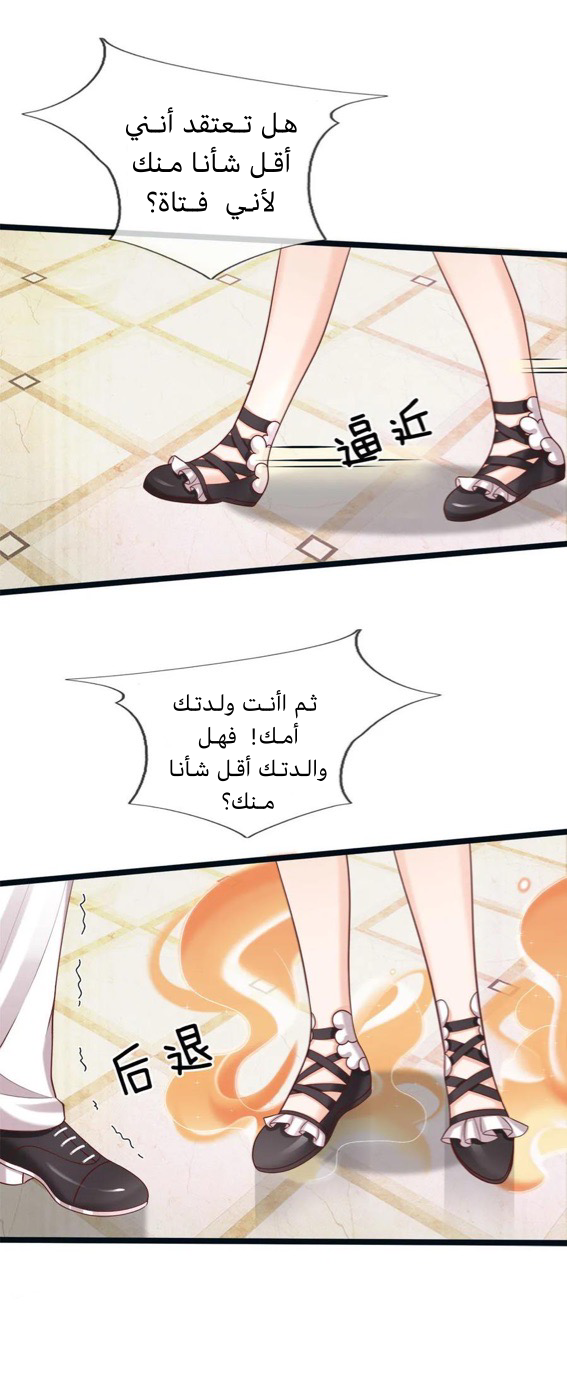 هل تعتقد أنني
أقل شأنا منك
لأني فتاة؟
逼近
ثم اأنت ولدتك
أمك! فهل
والدتك أقل شأنا
منك؟
后退